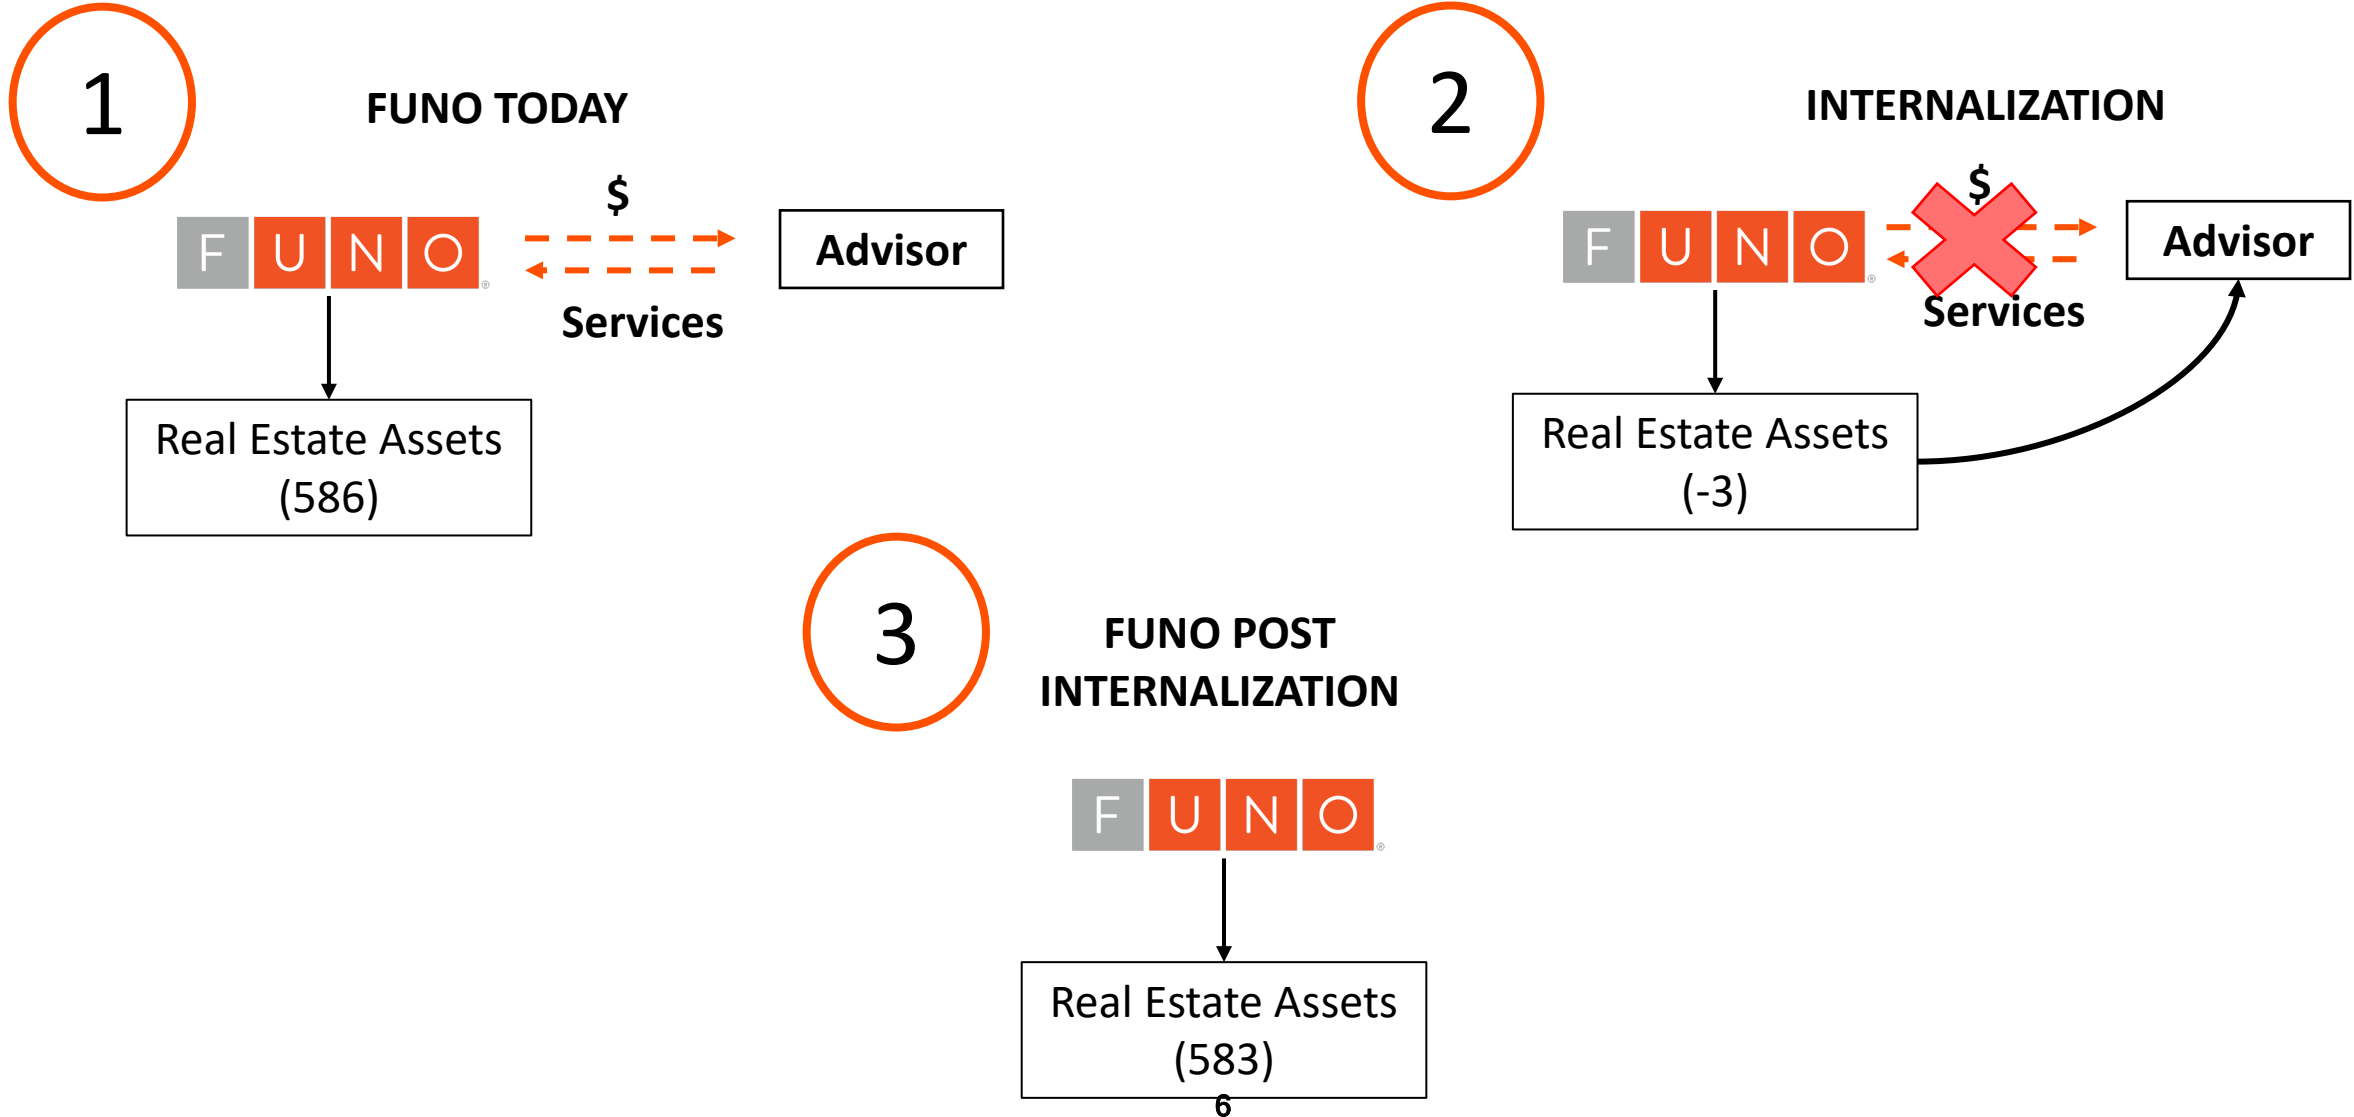 1
FUNO TODAY
$
FUNO®
Advisor
Services
Real Estate Assets
(586)
2
INTERNALIZATION
$
FUNO®
Advisor
Services
Real Estate Assets
(-3)
3
FUNO POST
INTERNALIZATION
FUNO®
Real Estate Assets
(583)
6